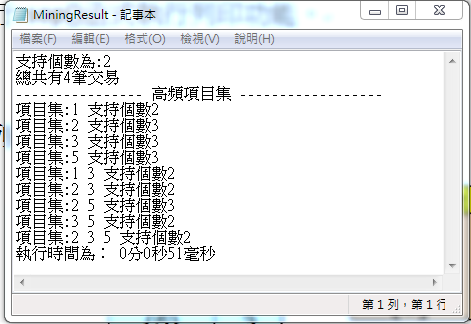 MiningResult - 記事本
檔案(F) 編輯(E) 格式(O) 檢視(V) 說明(H)
支持個數為:2
總共有4筆交易
---------------- 高頻項目集 ------------------
項目集:1 支持個數2
項目集:2 支持個數3
項目集:3 支持個數3
項目集:5 支持個數3
項目集:1 3 支持個數2
項目集:2 3 支持個數2
項目集:2 5 支持個數3
項目集:3 5 支持個數2
項目集:2 3 5 支持個數2
執行時間為： 0分0秒51毫秒
第 1 列，第 1 行